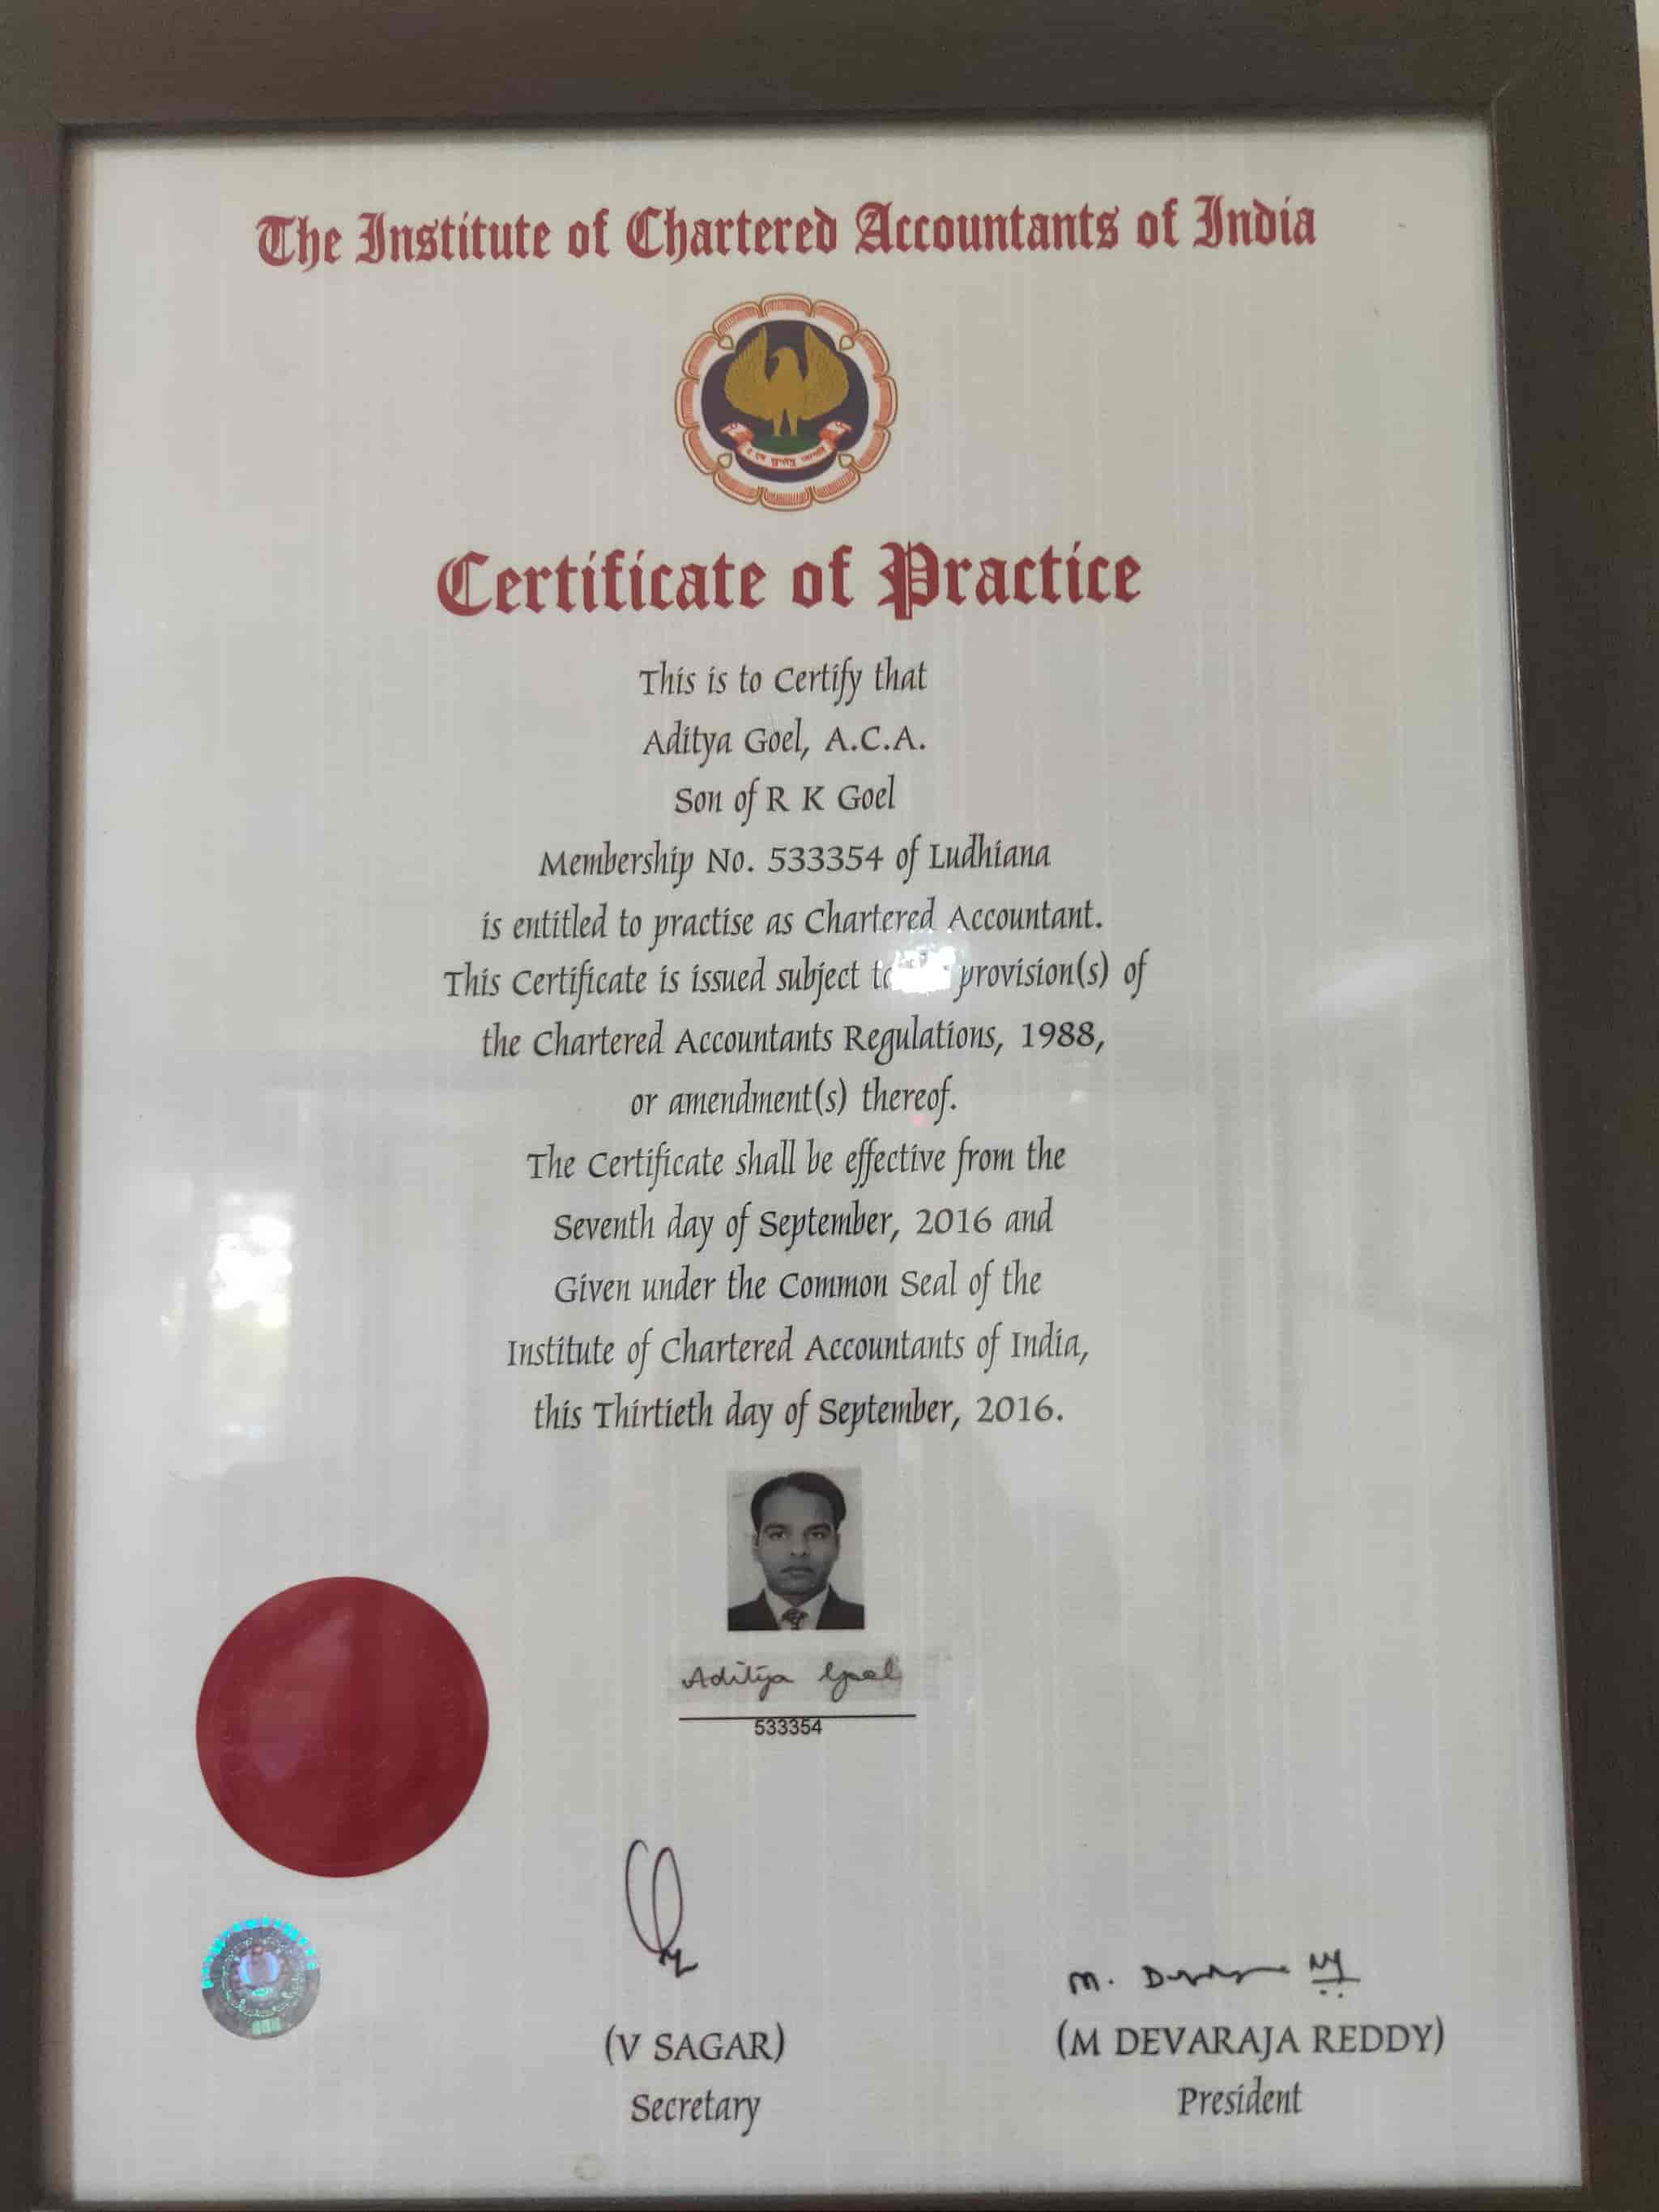 The Institute of Chartered Accountants of India
Certificate of Practice
This is to Certify that
Aditya Goel, A.C.A.
Son of R K Goel
Membership No. 533354 of Ludhiana
is entitled to practise as Chartered Accountant.
This Certificate is issued subject to provision(s) of
the Chartered Accountants Regulations, 1988,
or amendment(s) thereof.
The Certificate shall be effective from the
Seventh day of September, 2016 and
Given under the Common Seal of the
Institute of Chartered Accountants of India,
this Thirtieth day of September, 2016.
Aditya Goel
533354
(V SAGAR)
Secretary
(M DEVARAJA REDDY)
President